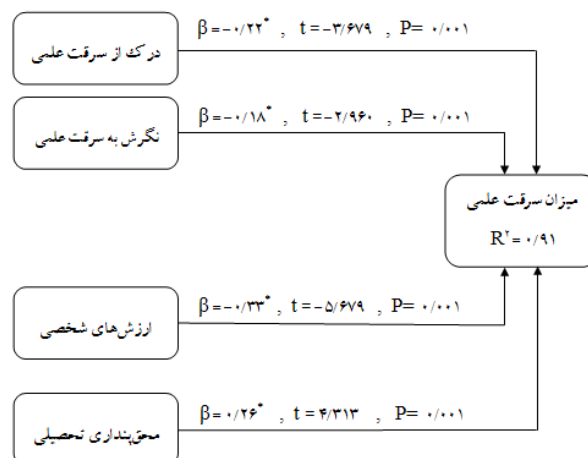 درک از سرقت علمی
β=-۰/۲۲* , t=-۳/۶۷۹ , P= ۰/۰۰۱
نگرش به سرقت علمی
β=-۰/۱۸* , t=-۲/۹۶۰ , P= ۰/۰۰۱
میزان سرقت علمی
R۲= ۰/۹۱
ارزش‌های شخصی
β=-۰/۳۳* , t=-۵/۶۷۹ , P= ۰/۰۰۱
محق‌پنداری تحصیلی
β=۰/۲۶* , t= ۴/۳۱۳ , P= ۰/۰۰۱